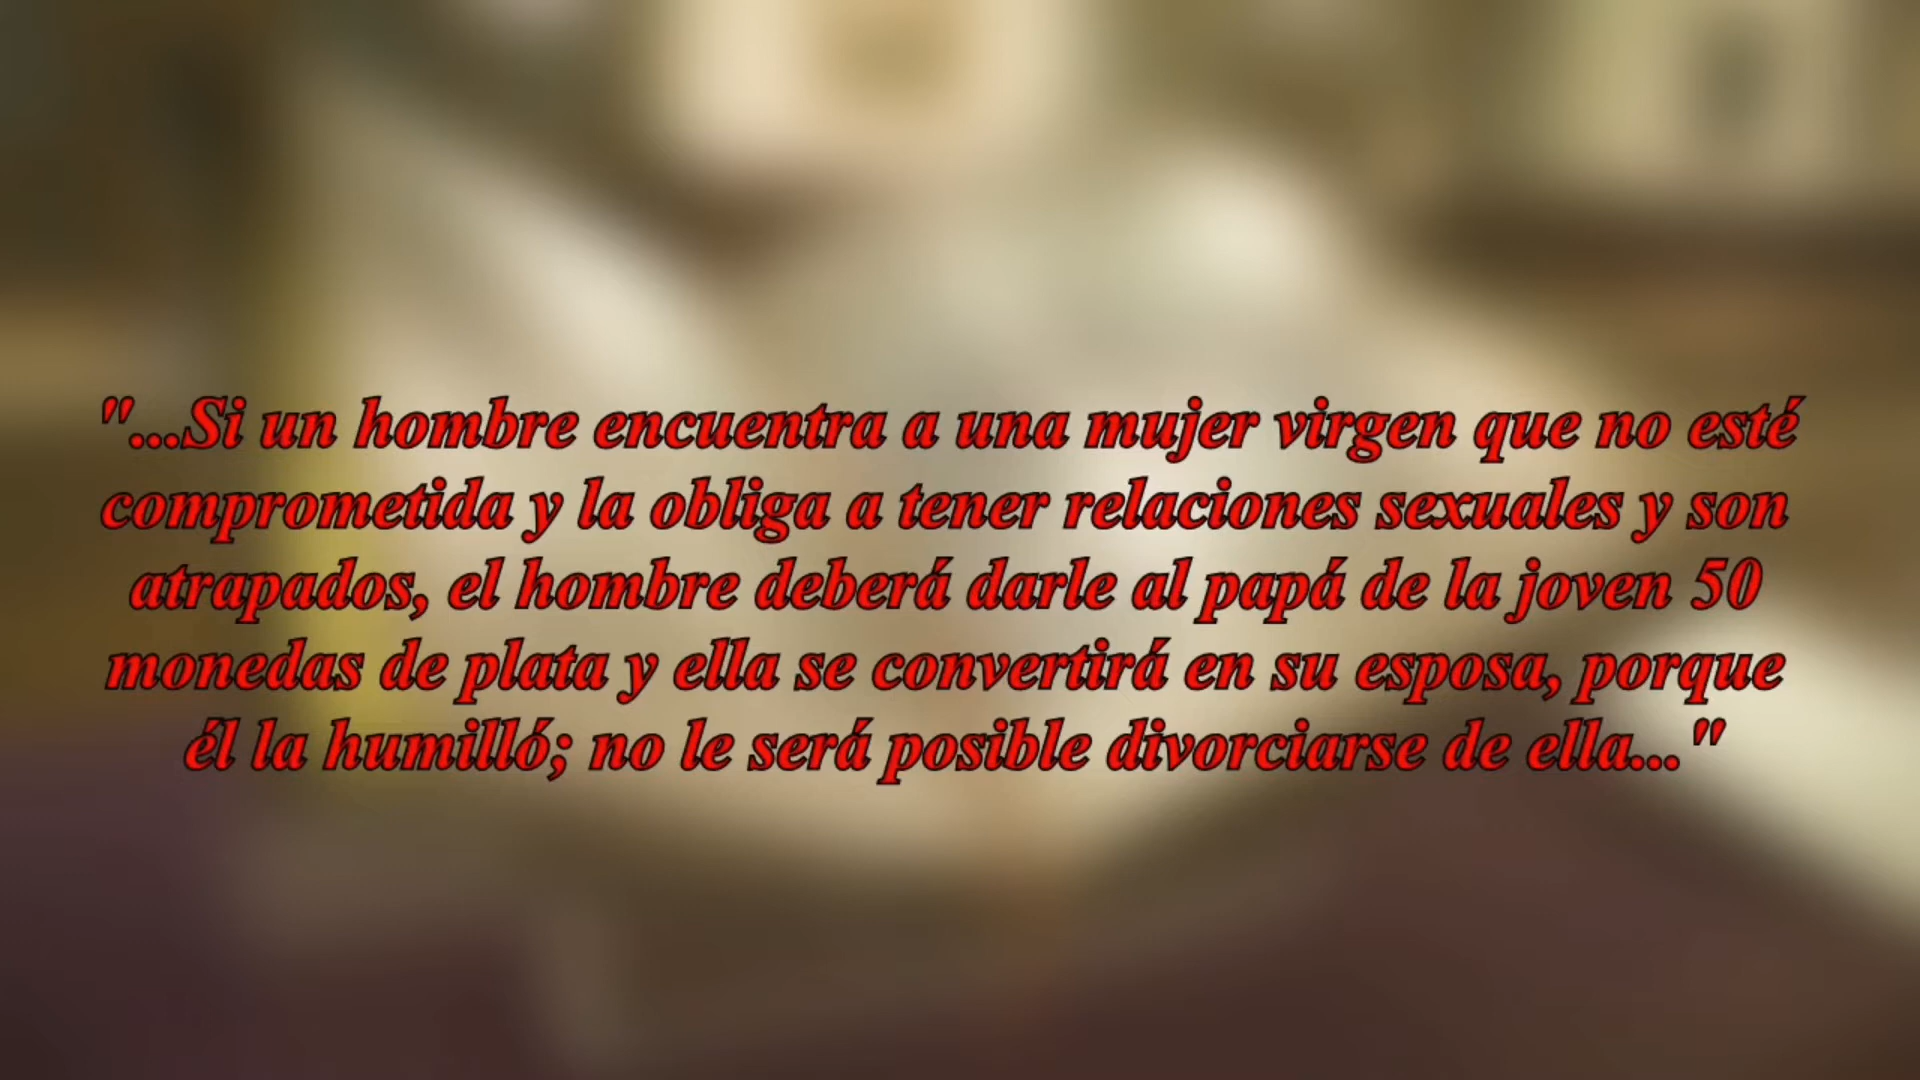 "...Si un hombre encuentra a una mujer virgen que no esté
comprometida y la obliga a tener relaciones sexuales y son
atrapados, el hombre deberá darle al papá de la joven 50
monedas de plata y ella se convertirá en su esposa, porque
él la humilló; no le será posible divorciarse de ella..."